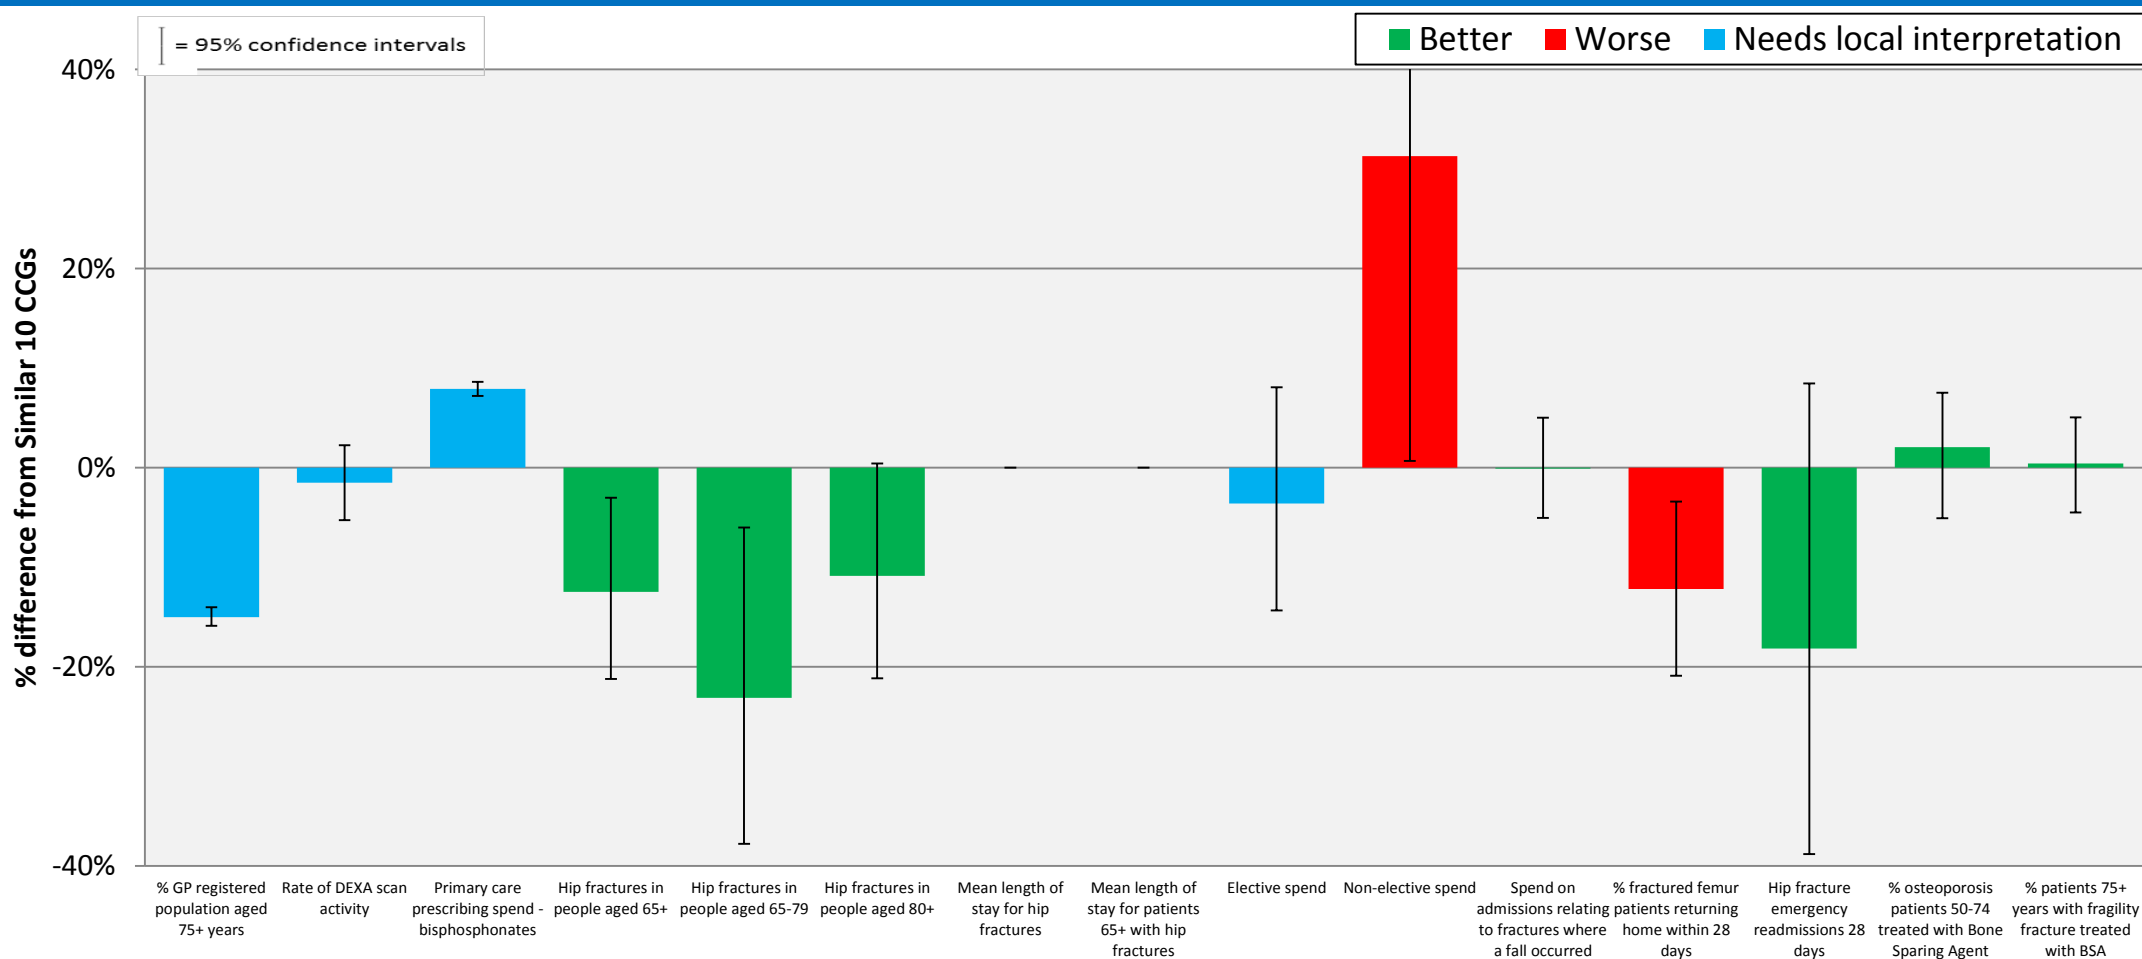 = 95% confidence intervals
Better Worse Needs local interpretation
% difference from Similar 10 CCGs
40%
20%
0%
-20%
-40%
% GP registered
population aged
75+ years
Rate of DEXA scan
activity
Primary care
prescribing spend -
bisphosphonates
Hip fractures in
people aged 65+
Hip fractures in
people aged 65-79
Hip fractures in
people aged 80+
Mean length of
stay for hip
fractures
Mean length of
stay for patients
65+ with hip
fractures
Elective spend
Non-elective spend
Spend on
admissions relating
to fractures where
a fall occurred
% fractured femur
patients returning
home within 28
days
Hip fracture
emergency
readmissions 28
days
% osteoporosis
patients 50-74
treated with Bone
Sparing Agent
% patients 75+
years with fragility
fracture treated
with BSA